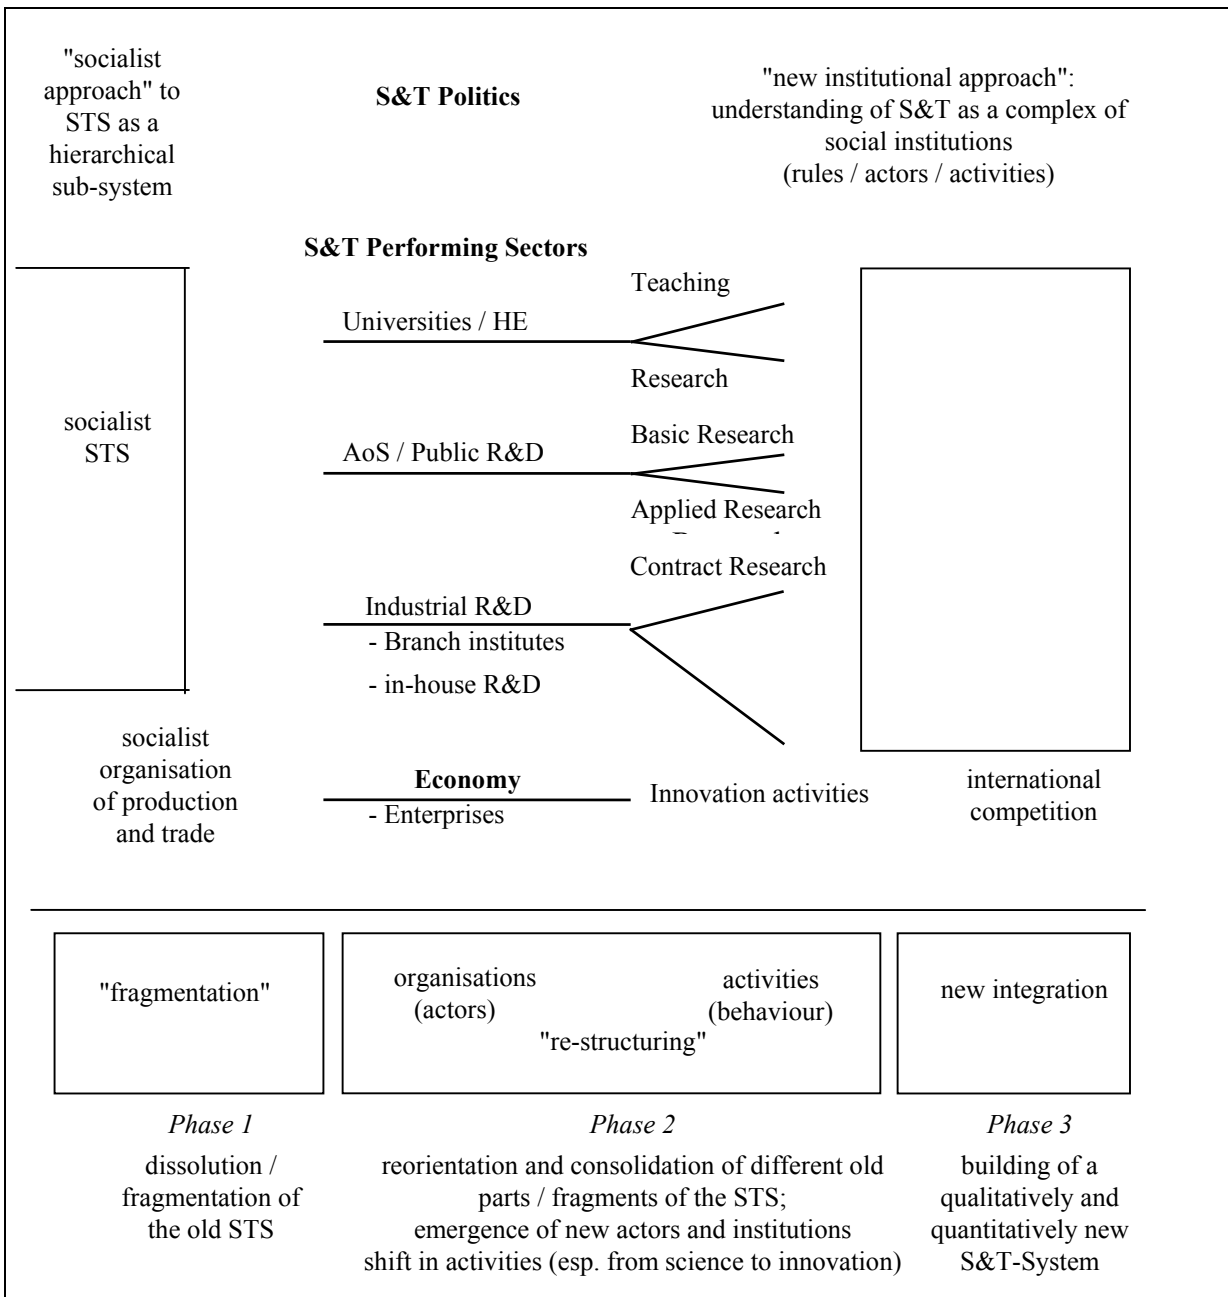 "socialist
approach" to
STS as a
hierarchical
sub-system
S&T Politics
"new institutional approach":
understanding of S&T as a complex of
social institutions
(rules / actors / activities)
S&T Performing Sectors
Teaching
Universities / HE
Research
socialist
STS
Basic Research
AoS / Public R&D
Applied Research
Contract Research
Industrial R&D
- Branch institutes
- in-house R&D
socialist
organisation
of production
and trade
Economy
- Enterprises
Innovation activities
international
competition
"fragmentation"
organisations
(actors)
activities
(behaviour)
"re-structuring"
new integration
Phase 1
dissolution /
fragmentation of
the old STS
Phase 2
reorientation and consolidation of different old
parts / fragments of the STS;
emergence of new actors and institutions
shift in activities (esp. from science to innovation)
Phase 3
building of a
qualitatively and
quantitatively new
S&T-System